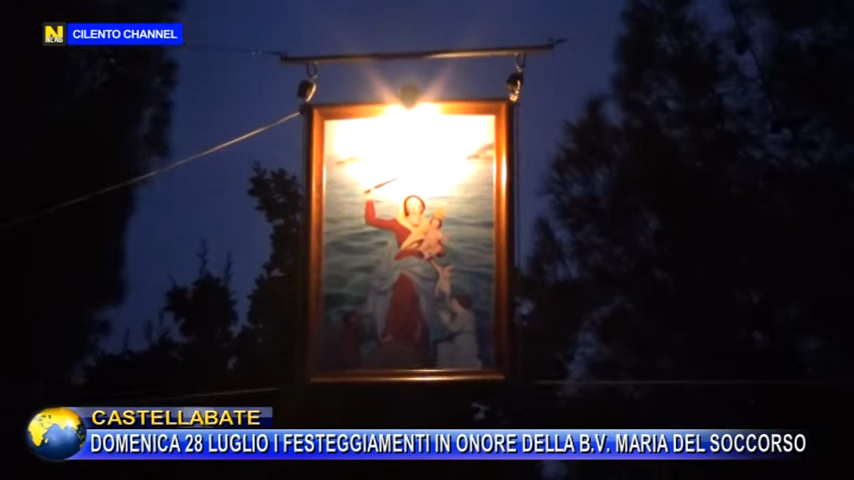 N
CILENTO CHANNEL
CASTELLABATE
DOMENICA 28 LUGLIO I FESTEGGIAMENTI IN ONORE DELLA B.V. MARIA DEL SOCCORSO